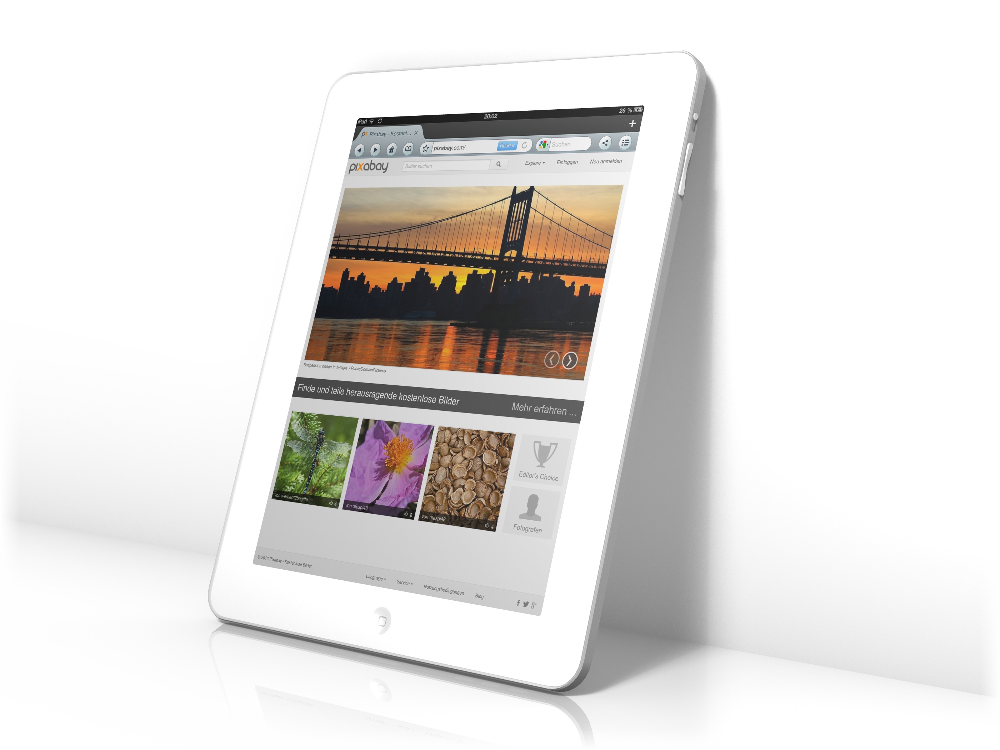 iPad 20:02 26 %
Pixabay - Kostenl... ×
pixabay.com/ Reader Suchen
pixabay Bilder suchen Explore Einloggen Neu anmelden
Suspension bridge in twilight / PublicDomainPictures
Finde und teile herausragende kostenlose Bilder Mehr erfahren ...
Editor's Choice
von werner22brigitte 4
von dfespi48 2
von dfespi48 4
Fotografen
© 2013 Pixabay - Kostenlose Bilder
Language Service Nutzungsbedingungen Blog